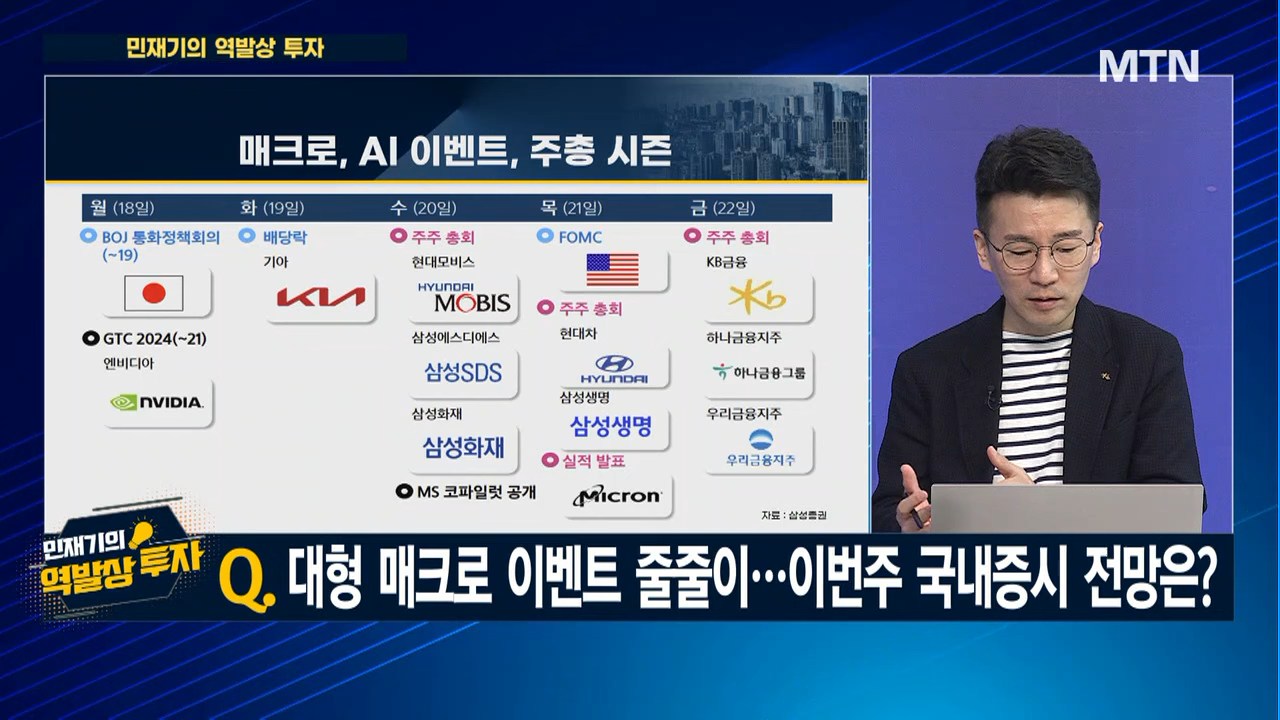 민재기의 역발상 투자
MTN
매크로, AI 이벤트, 주총 시즌
월 (18일)
화 (19일)
수 (20일)
목 (21일)
금 (22일)
BOJ 통화정책회의
(~19)
GTC 2024(~21)
엔비디아
NVIDIA.
배당락
기아
KIA
주주 총회
현대모비스
HYUNDAI
MOBIS
삼성에스디에스
삼성SDS
삼성화재
삼성화재
MS 코파일럿 공개
FOMC
주주 총회
현대차
HYUNDAI
삼성생명
삼성생명
실적 발표
Micron
주주 총회
KB금융
Kb
하나금융지주
하나금융그룹
우리금융지주
우리금융지주
자료 : 삼성증권
민재기의
역발상 투자
Q. 대형 매크로 이벤트 줄줄이…이번주 국내증시 전망은?